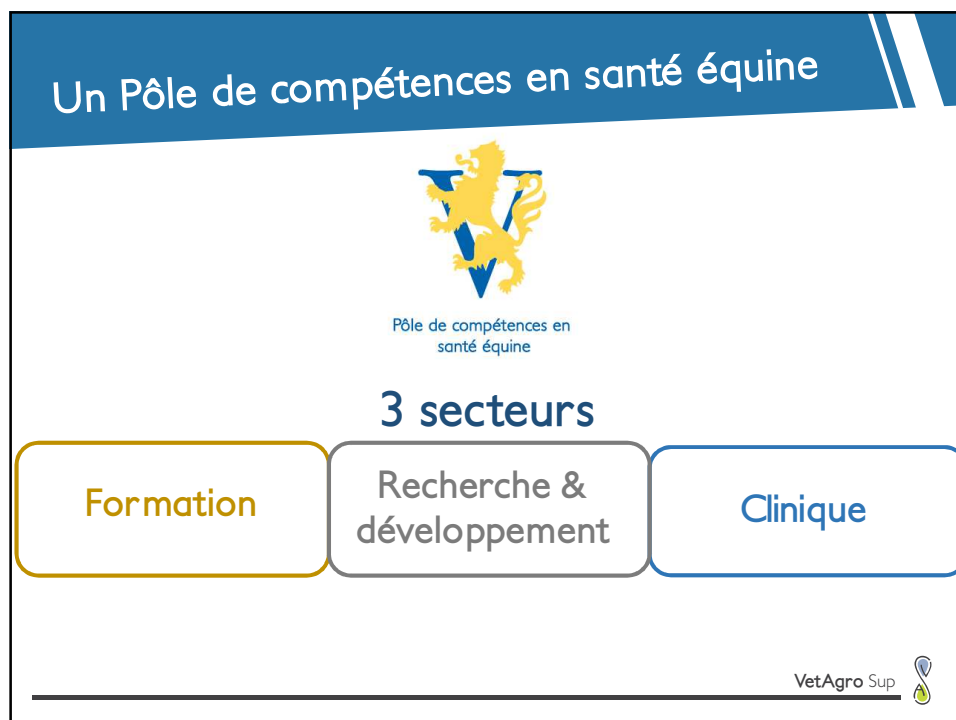 Un Pôle de compétences en santé équine
V
Pôle de compétences en
santé équine
3 secteurs
Formation
Recherche &
développement
Clinique
VetAgro Sup